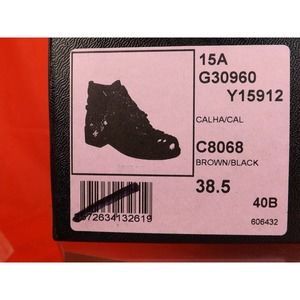 15A
G30960
Y15912
CALHA/CAL
C8068
BROWN/BLACK
38.5
40B
606432